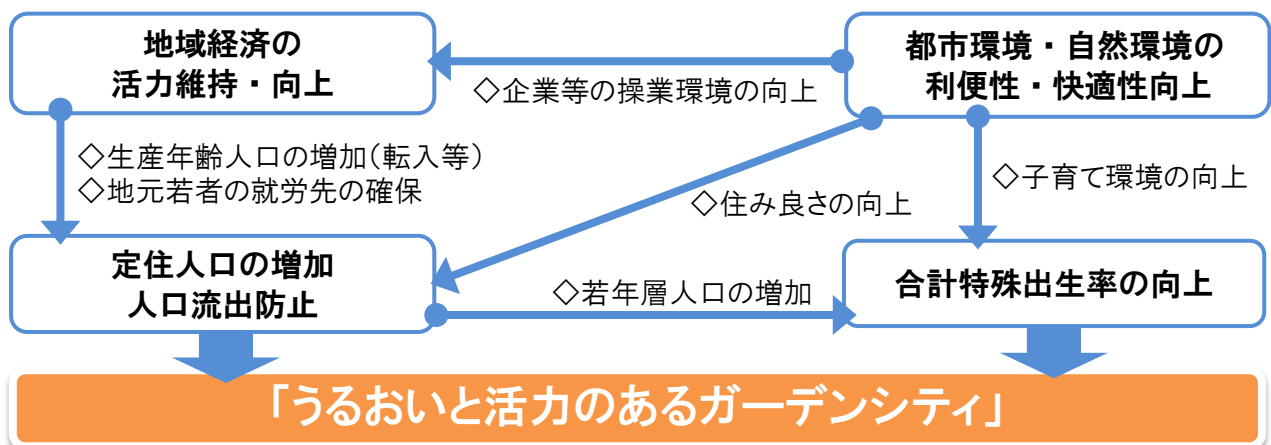 地域経済の
活力維持・向上
都市環境・自然環境の
利便性・快適性向上
◇企業等の操業環境の向上
◇生産年齢人口の増加(転入等)
◇地元若者の就労先の確保
◇子育て環境の向上
◇住み良さの向上
定住人口の増加
人口流出防止
◇若年層人口の増加
合計特殊出生率の向上
「うるおいと活力のあるガーデンシティ」